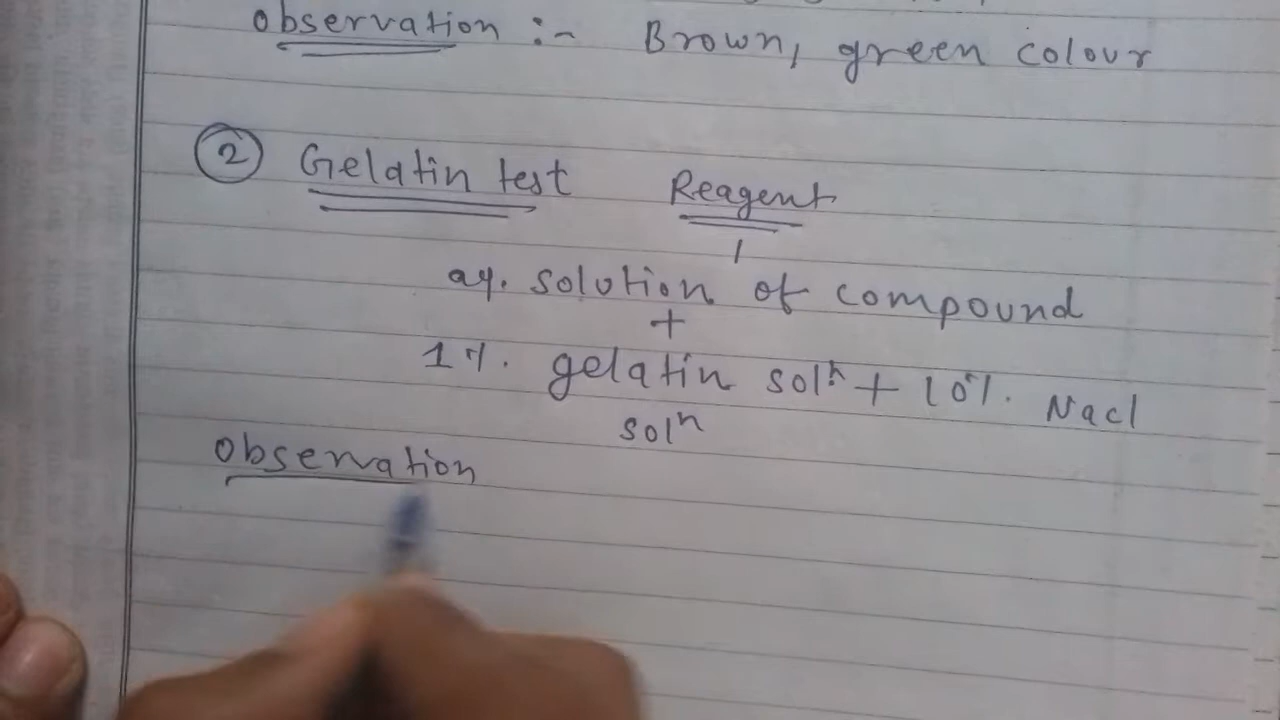 Observation :- Brown, green colour
2 Gelatin test Reagent
aq. solution of compound
+
1%. gelatin solⁿ + 10%. Nacl
solⁿ
Observation